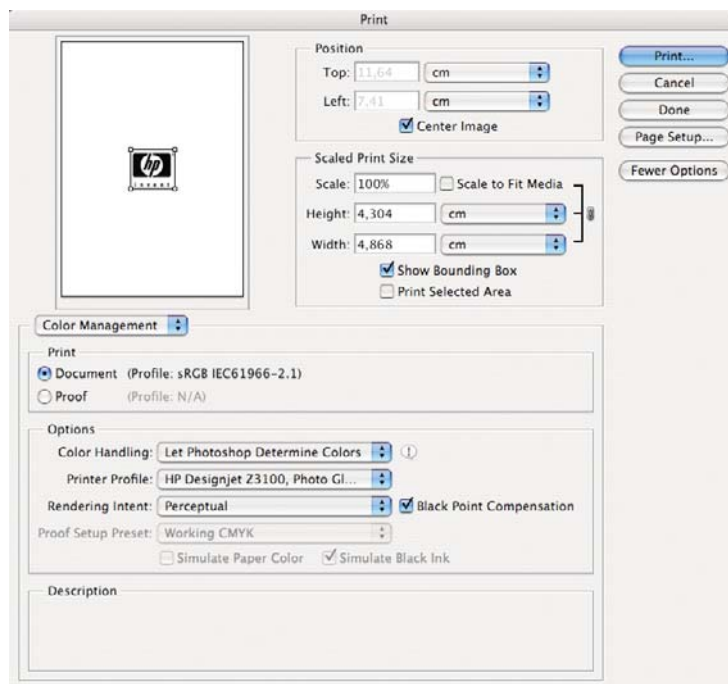 Print
Position
Top: 11,64 cm
Left: 7,41 cm
Center Image
Print...
Cancel
Done
Page Setup...
Fewer Options
hp
invent
Scaled Print Size
Scale: 100% Scale to Fit Media
Height: 4,304 cm
Width: 4,868 cm
Show Bounding Box
Print Selected Area
Color Management
Print
Document (Profile: sRGB IEC61966-2.1)
Proof (Profile: N/A)
Options
Color Handling: Let Photoshop Determine Colors
Printer Profile: HP Designjet Z3100, Photo Gl...
Rendering Intent: Perceptual Black Point Compensation
Proof Setup Preset: Working CMYK
Simulate Paper Color Simulate Black Ink
Description